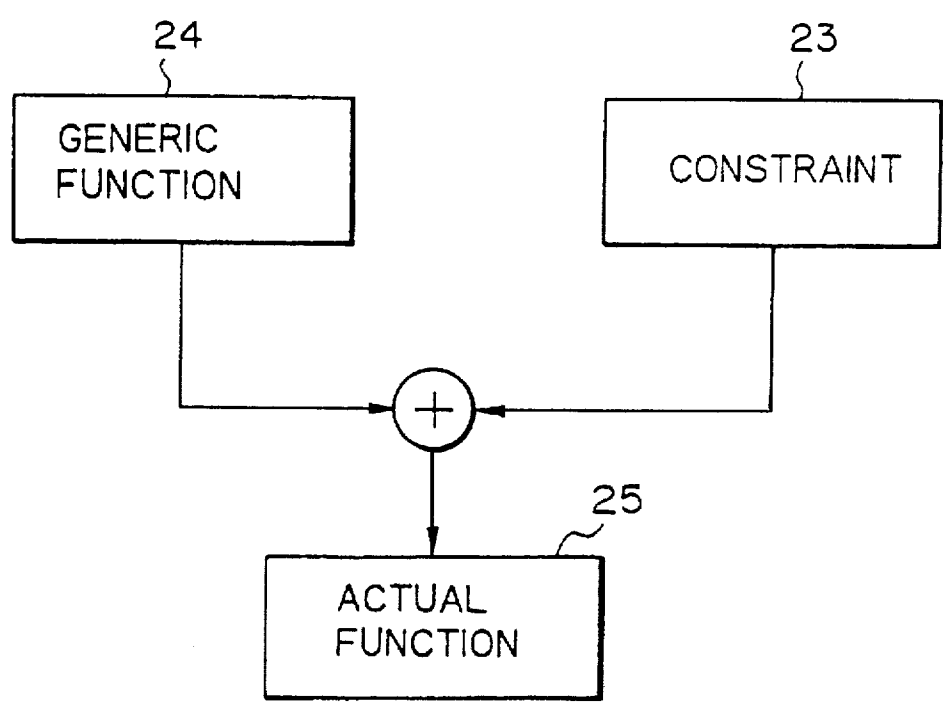 24
23
GENERIC
FUNCTION
CONSTRAINT
+
25
ACTUAL
FUNCTION